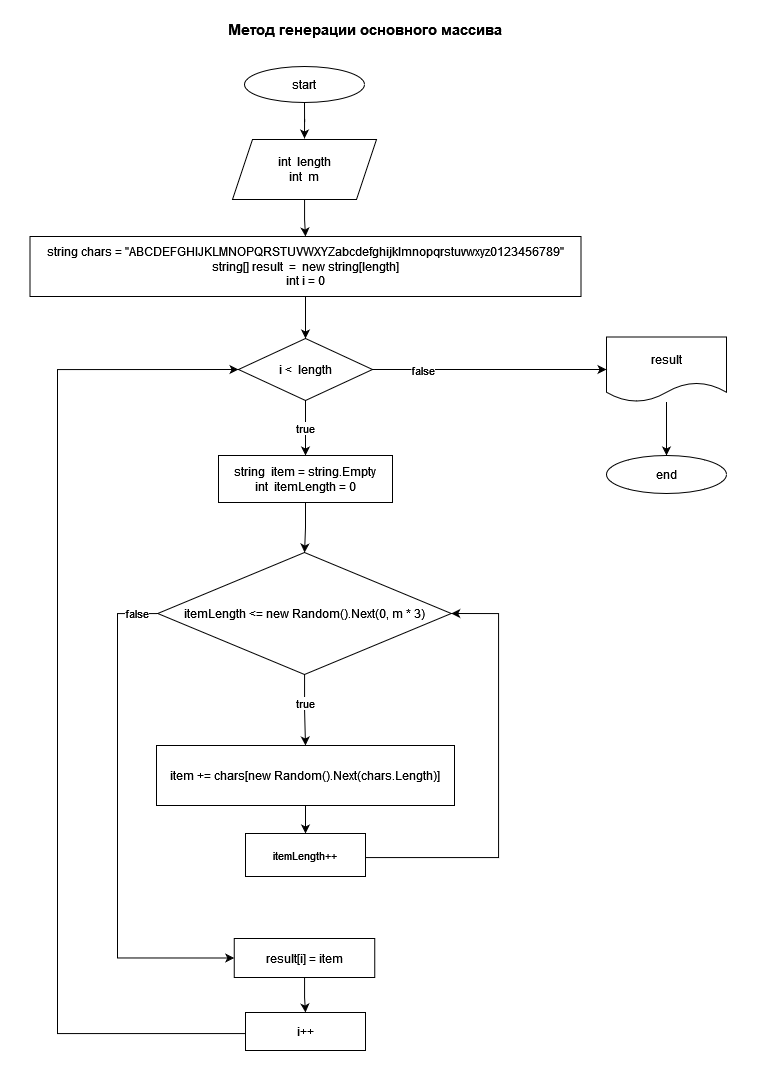 Метод генерации основного массива
start
int length
int m
string chars = "ABCDEFGHIJKLMNOPQRSTUVWXYZabcdefghijklmnopqrstuvwxyz0123456789"
string[] result = new string[length]
int i = 0
i < length
false
result
true
end
string item = string.Empty
int itemLength = 0
itemLength <= new Random().Next(0, m * 3)
false
true
item += chars[new Random().Next(chars.Length)]
itemLength++
result[i] = item
i++